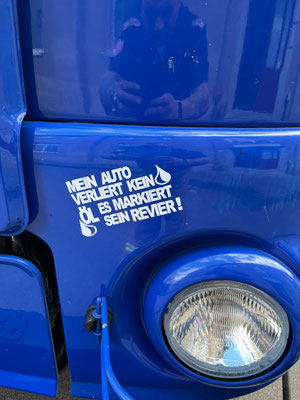 MEIN AUTO
VERLIERT KEIN
ÖL ES MARKIERT
SEIN REVIER!